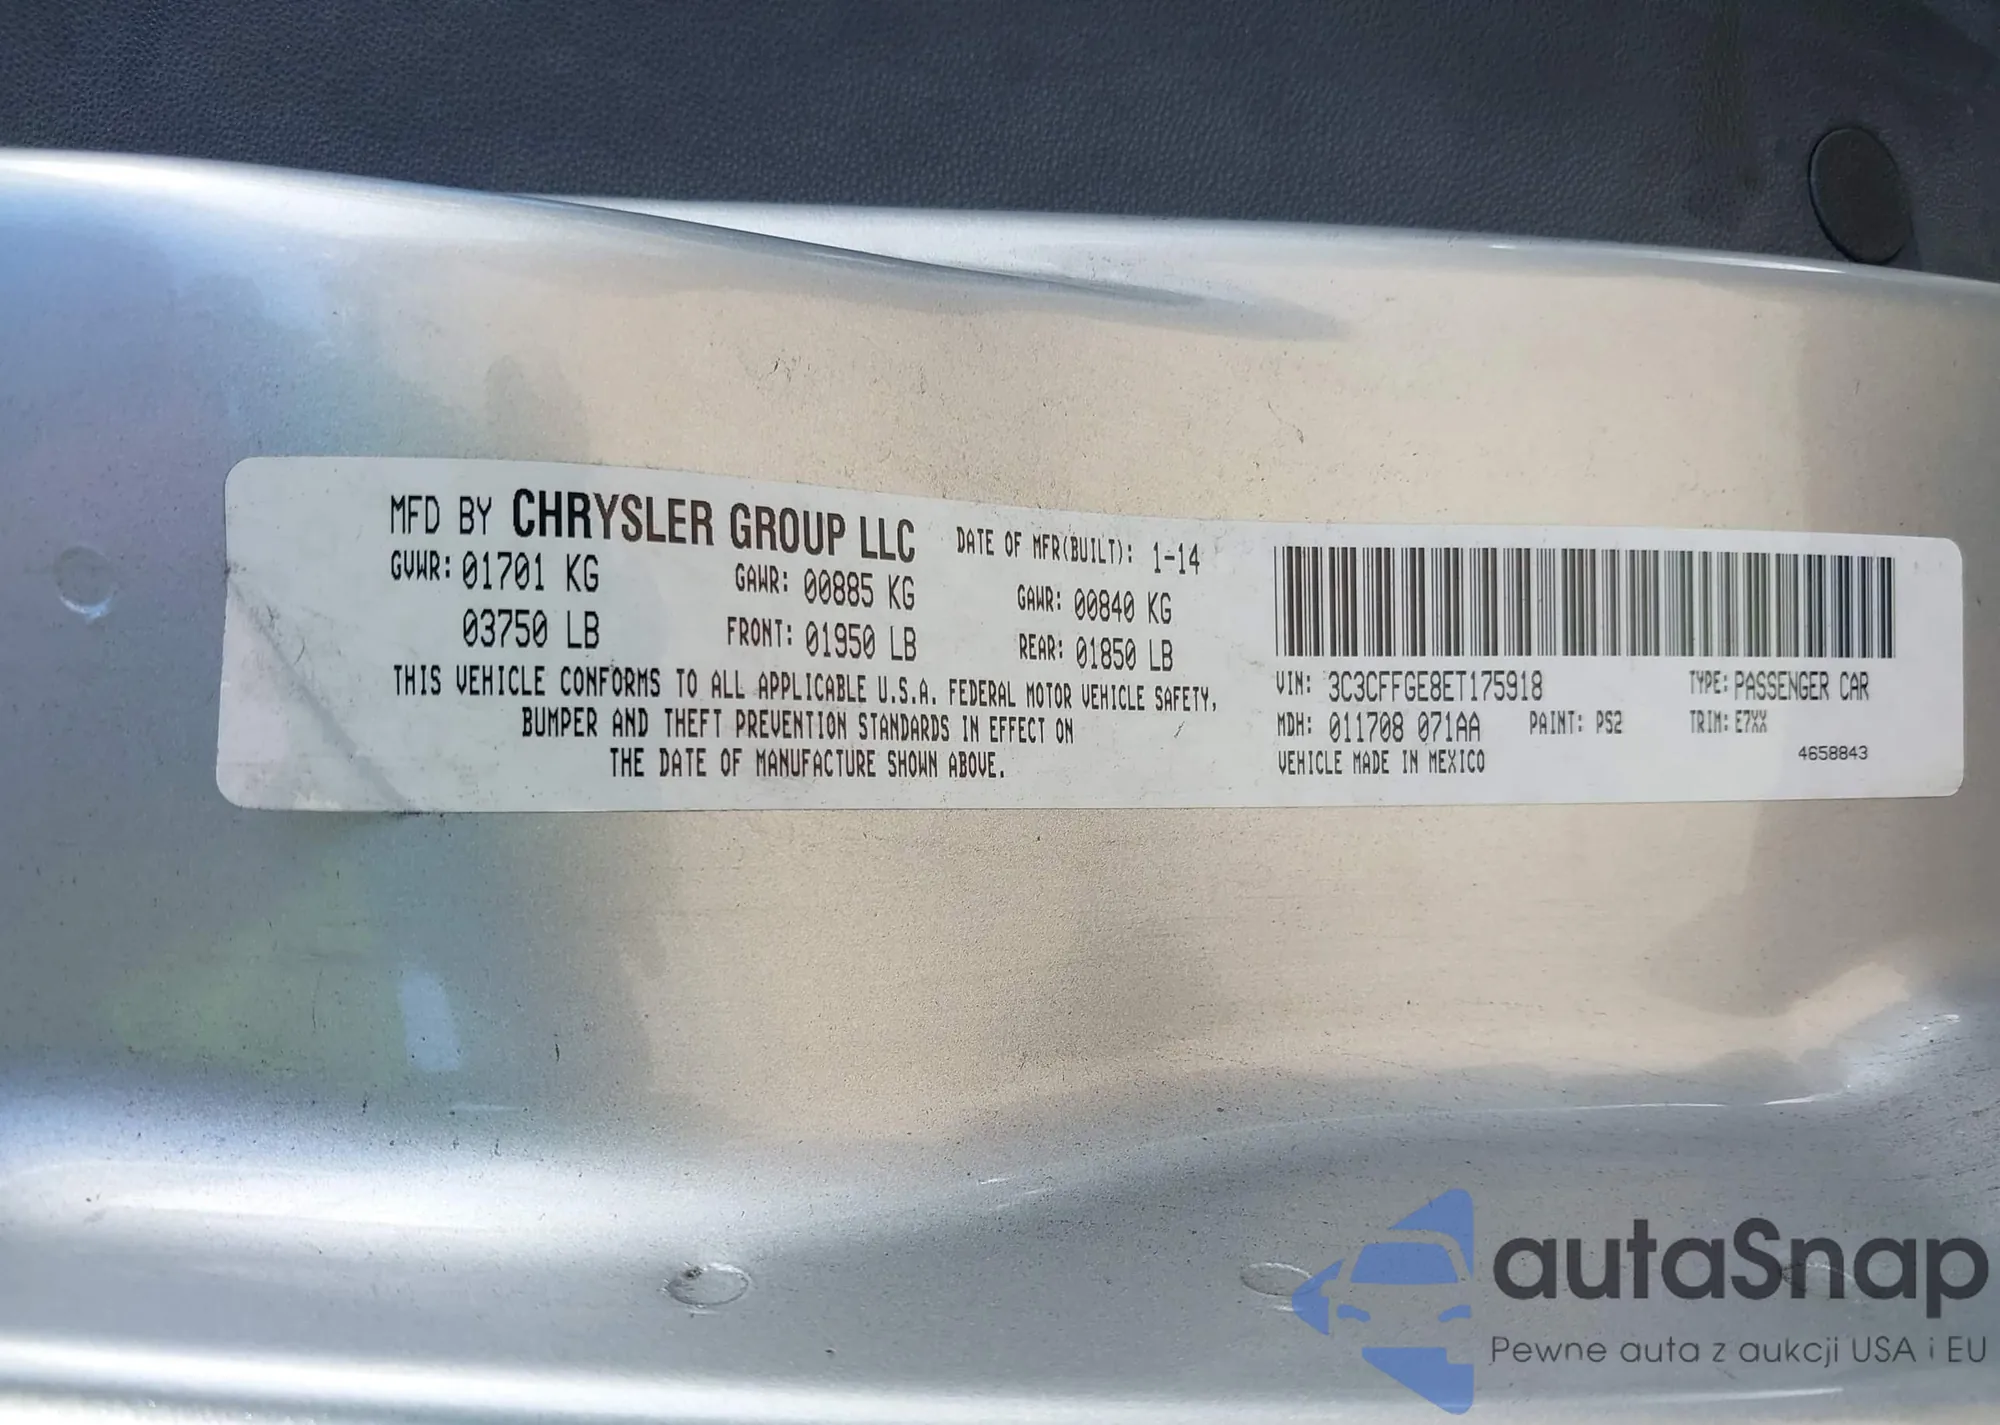 MFD BY CHRYSLER GROUP LLC DATE OF MFR(BUILT): 1-14
GVWR: 01701 KG GAWR: 00885 KG GAWR: 00840 KG
03750 LB FRONT: 01950 LB REAR: 01850 LB
THIS VEHICLE CONFORMS TO ALL APPLICABLE U.S.A. FEDERAL MOTOR VEHICLE SAFETY,
BUMPER AND THEFT PREVENTION STANDARDS IN EFFECT ON
THE DATE OF MANUFACTURE SHOWN ABOVE.
VIN: 3C3CFFGE8ET175918 TYPE: PASSENGER CAR
MDH: 011708 071AA PAINT: PS2 TRIM: E7XX
VEHICLE MADE IN MEXICO 4658843
autaSnap
Pewne auta z aukcji USA i EU